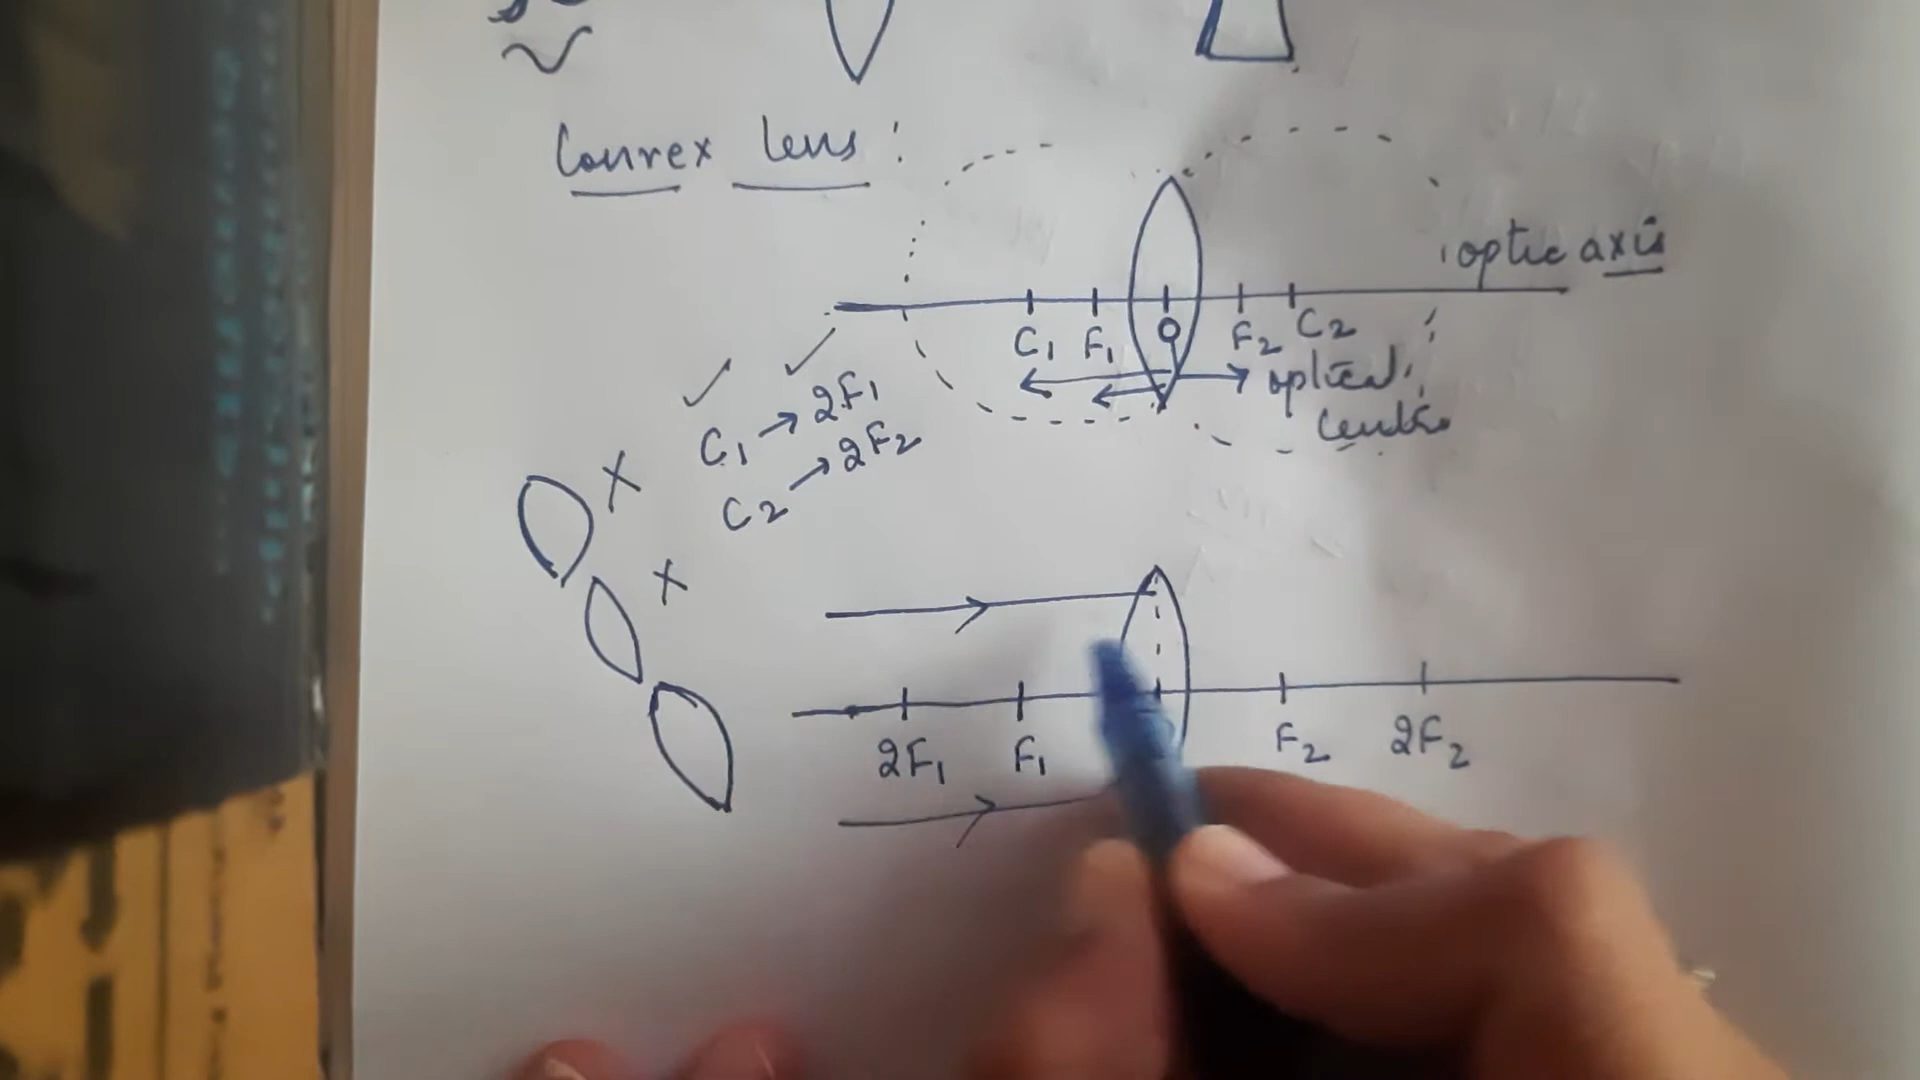 Convex lens :
optic axis
C1 F1 O F2 C2
optical
centre
C1 → 2F1
C2 → 2F2
X
X
2F1 F1 F2 2F2